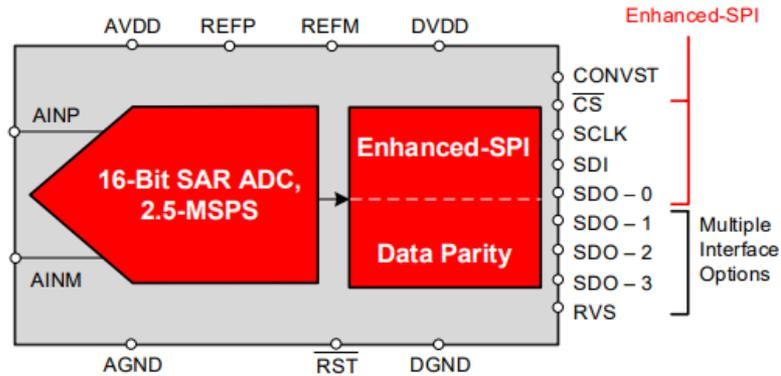 Enhanced-SPI
AVDD REFP REFM DVDD
CONVST
CS
AINP
SCLK
Enhanced-SPI
16-Bit SAR ADC,
2.5-MSPS
SDI
SDO – 0
SDO – 1
Multiple
Interface
Options
SDO – 2
Data Parity
SDO – 3
AINM
RVS
AGND RST DGND